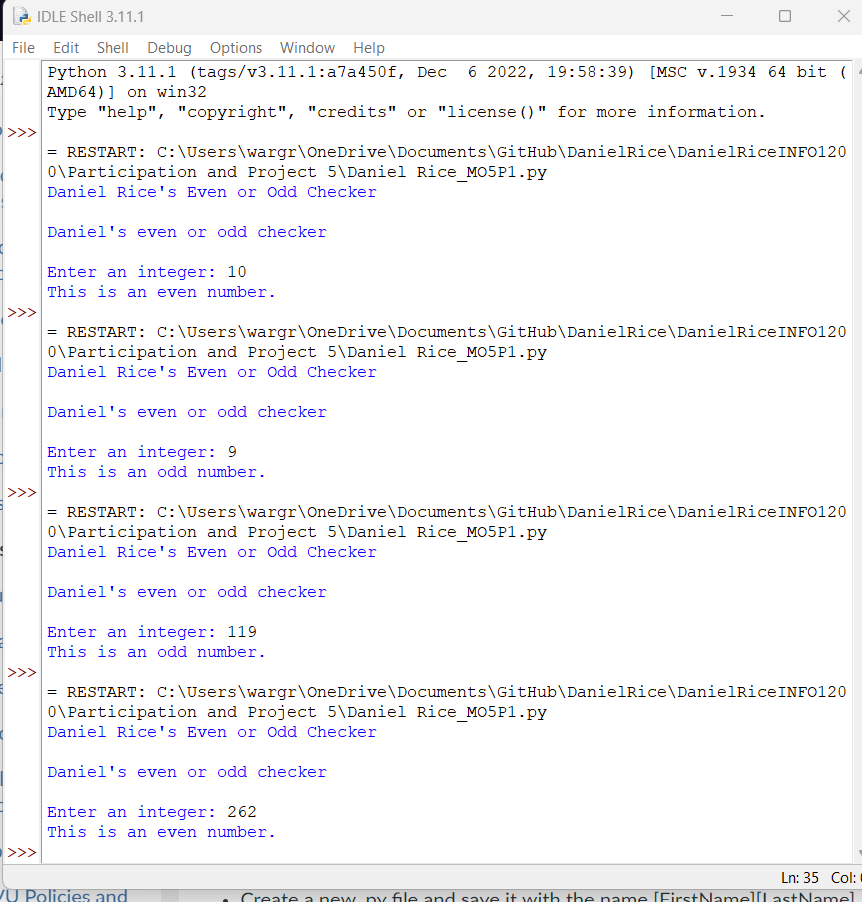 IDLE Shell 3.11.1
File Edit Shell Debug Options Window Help
Python 3.11.1 (tags/v3.11.1:a7a450f, Dec  6 2022, 19:58:39) [MSC v.1934 64 bit (
AMD64)] on win32
Type "help", "copyright", "credits" or "license()" for more information.
>>>
= RESTART: C:\Users\wargr\OneDrive\Documents\GitHub\DanielRice\DanielRiceINFO120
0\Participation and Project 5\Daniel Rice_MO5P1.py
Daniel Rice's Even or Odd Checker
Daniel's even or odd checker
Enter an integer: 10
This is an even number.
>>>
= RESTART: C:\Users\wargr\OneDrive\Documents\GitHub\DanielRice\DanielRiceINFO120
0\Participation and Project 5\Daniel Rice_MO5P1.py
Daniel Rice's Even or Odd Checker
Daniel's even or odd checker
Enter an integer: 9
This is an odd number.
>>>
= RESTART: C:\Users\wargr\OneDrive\Documents\GitHub\DanielRice\DanielRiceINFO120
0\Participation and Project 5\Daniel Rice_MO5P1.py
Daniel Rice's Even or Odd Checker
Daniel's even or odd checker
Enter an integer: 119
This is an odd number.
>>>
= RESTART: C:\Users\wargr\OneDrive\Documents\GitHub\DanielRice\DanielRiceINFO120
0\Participation and Project 5\Daniel Rice_MO5P1.py
Daniel Rice's Even or Odd Checker
Daniel's even or odd checker
Enter an integer: 262
This is an even number.
>>>
Ln: 35 Col:
Policies and
• Create a new .py file and save it with the name [FirstName][LastName]